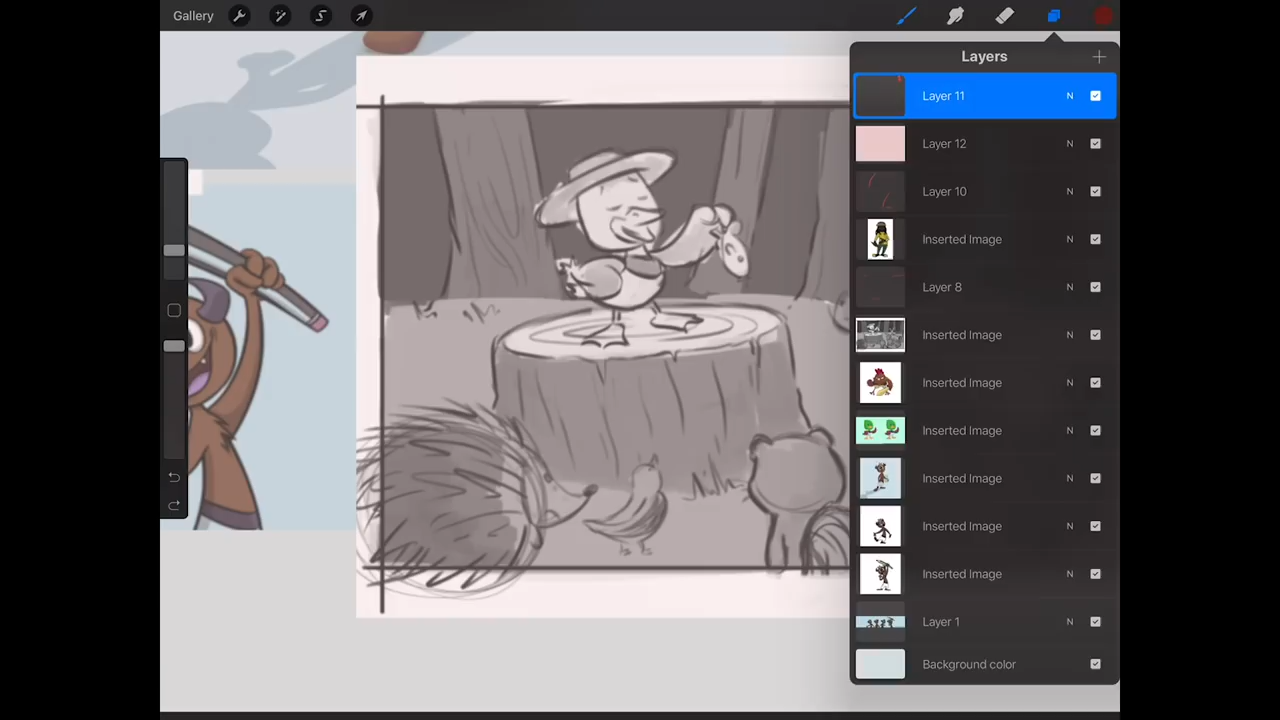 Gallery
Layers
Layer 11 N
Layer 12 N
Layer 10 N
Inserted Image N
Layer 8 N
Inserted Image N
Inserted Image N
Inserted Image N
Inserted Image N
Inserted Image N
Inserted Image N
Layer 1 N
Background color